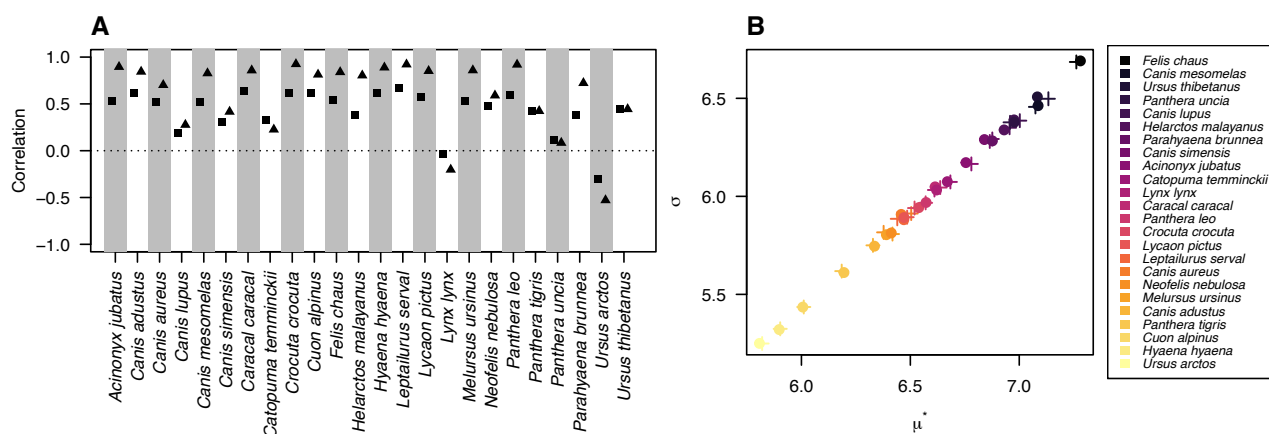 A
Correlation
1.0
0.5
0.0
−0.5
−1.0
Acinonyx jubatus
Canis adustus
Canis aureus
Canis lupus
Canis mesomelas
Canis simensis
Caracal caracal
Catopuma temminckii
Crocuta crocuta
Cuon alpinus
Felis chaus
Helarctos malayanus
Hyaena hyaena
Leptailurus serval
Lycaon pictus
Lynx lynx
Melursus ursinus
Neofelis nebulosa
Panthera leo
Panthera tigris
Panthera uncia
Parahyaena brunnea
Ursus arctos
Ursus thibetanus
B
σ
6.5
6.0
5.5
6.0
6.5
7.0
μ*
Felis chaus
Canis mesomelas
Ursus thibetanus
Panthera uncia
Canis lupus
Helarctos malayanus
Parahyaena brunnea
Canis simensis
Acinonyx jubatus
Catopuma temminckii
Lynx lynx
Caracal caracal
Panthera leo
Crocuta crocuta
Lycaon pictus
Leptailurus serval
Canis aureus
Neofelis nebulosa
Melursus ursinus
Canis adustus
Panthera tigris
Cuon alpinus
Hyaena hyaena
Ursus arctos